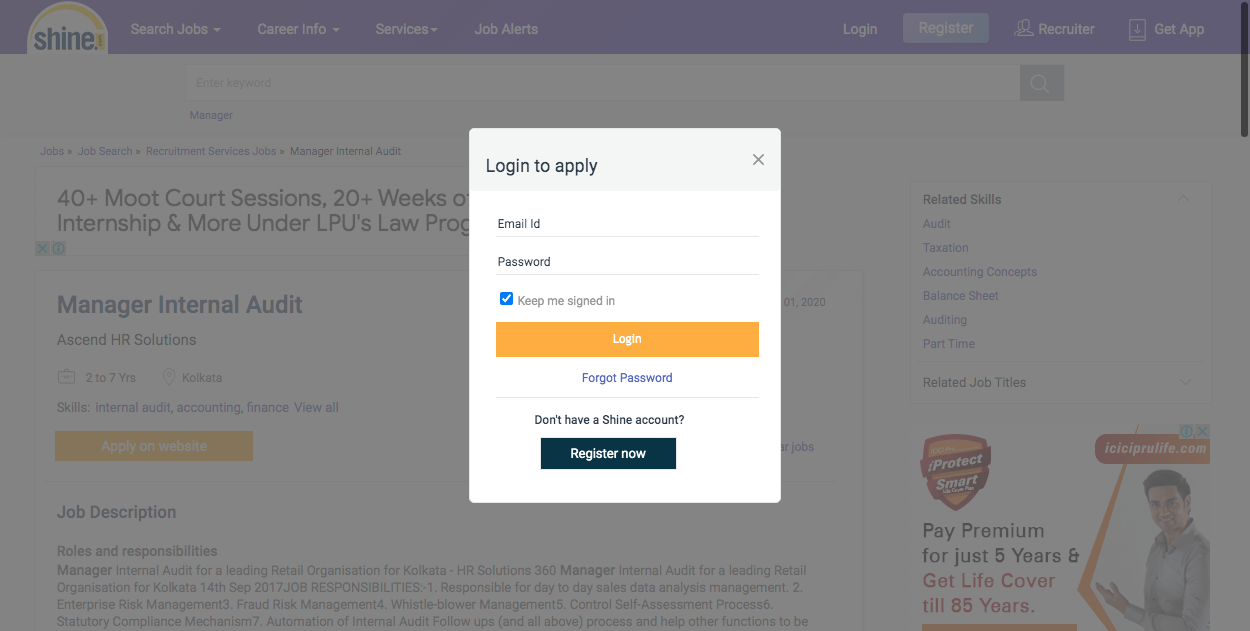 shine.com
Search Jobs
Career Info
Services
Job Alerts
Login
Register
Recruiter
Get App
Enter keyword
Manager
Jobs » Job Search » Recruitment Services Jobs » Manager Internal Audit
40+ Moot Court Sessions, 20+ Weeks of
Internship & More Under LPU's Law Prog
Manager Internal Audit
01, 2020
Ascend HR Solutions
2 to 7 Yrs
Kolkata
Skills: internal audit, accounting, finance View all
Apply on website
jobs
Job Description
Roles and responsibilities
Manager Internal Audit for a leading Retail Organisation for Kolkata - HR Solutions 360 Manager Internal Audit for a leading Retail
Organisation for Kolkata 14th Sep 2017JOB RESPONSIBILITIES:-1. Responsible for day to day sales data analysis management. 2.
Enterprise Risk Management3. Fraud Risk Management4. Whistle-blower Management5. Control Self-Assessment Process6.
Statutory Compliance Mechanism7. Automation of Internal Audit Follow ups (and all above) process and help other functions to be
Login to apply
Email Id
Password
Keep me signed in
Login
Forgot Password
Don't have a Shine account?
Register now
Related Skills
Audit
Taxation
Accounting Concepts
Balance Sheet
Auditing
Part Time
Related Job Titles
iciciprulife.com
iProtect
Smart
Pay Premium
for just 5 Years &
Get Life Cover
till 85 Years.